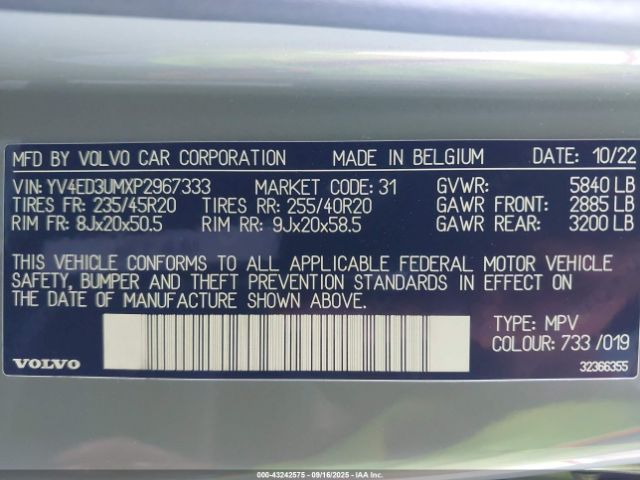 MFD BY VOLVO CAR CORPORATION MADE IN BELGIUM DATE: 10/22
VIN: YV4ED3UMXP2967333 MARKET CODE: 31 GVWR: 5840 LB
TIRES FR: 235/45R20 TIRES RR: 255/40R20 GAWR FRONT: 2885 LB
RIM FR: 8Jx20x50.5 RIM RR: 9Jx20x58.5 GAWR REAR: 3200 LB
THIS VEHICLE CONFORMS TO ALL APPLICABLE FEDERAL MOTOR VEHICLE
SAFETY, BUMPER AND THEFT PREVENTION STANDARDS IN EFFECT ON
THE DATE OF MANUFACTURE SHOWN ABOVE.
TYPE: MPV
COLOUR: 733 /019
VOLVO 32366355
000-43242575 - 09/16/2025 - IAA Inc.